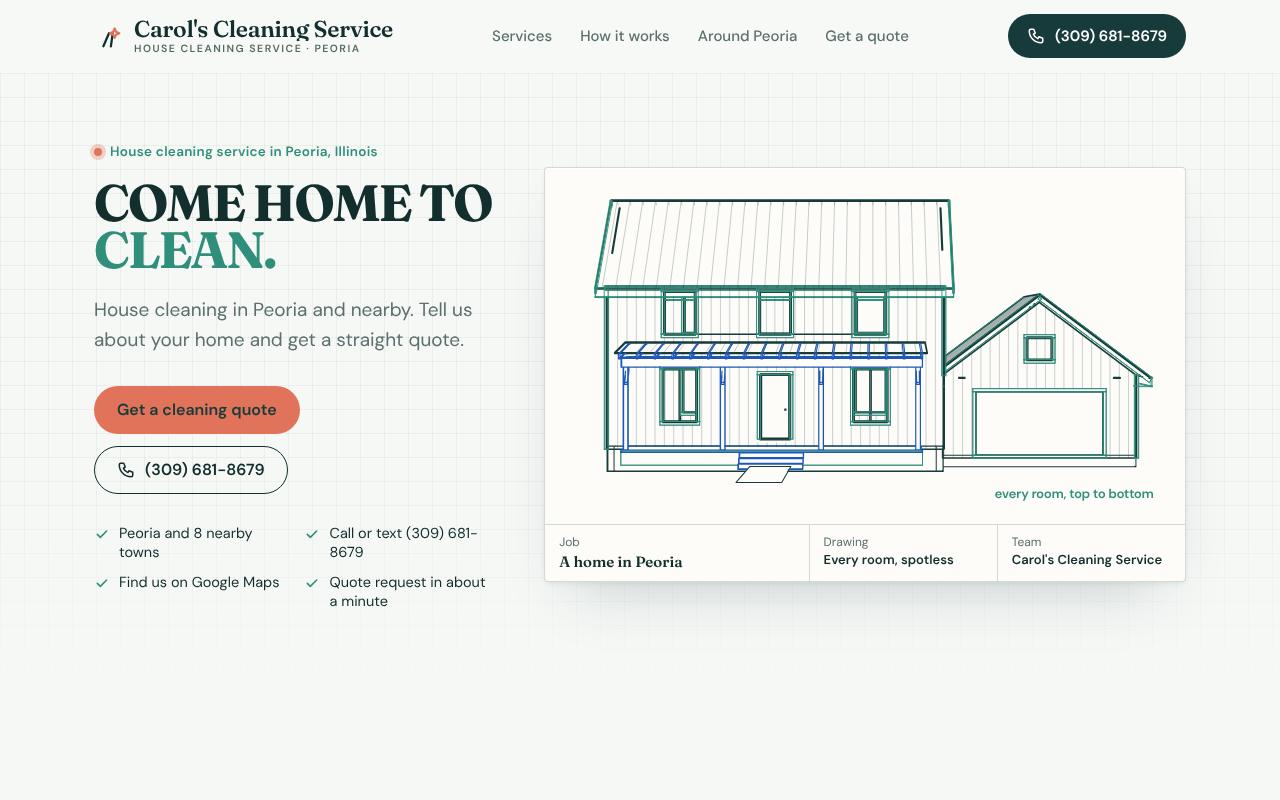 Carol's Cleaning Service
HOUSE CLEANING SERVICE · PEORIA
Services
How it works
Around Peoria
Get a quote
(309) 681-8679
House cleaning service in Peoria, Illinois
COME HOME TO
CLEAN.
House cleaning in Peoria and nearby. Tell us
about your home and get a straight quote.
Get a cleaning quote
(309) 681-8679
Peoria and 8 nearby
towns
Call or text (309) 681-
8679
Find us on Google Maps
Quote request in about
a minute
every room, top to bottom
Job
A home in Peoria
Drawing
Every room, spotless
Team
Carol's Cleaning Service